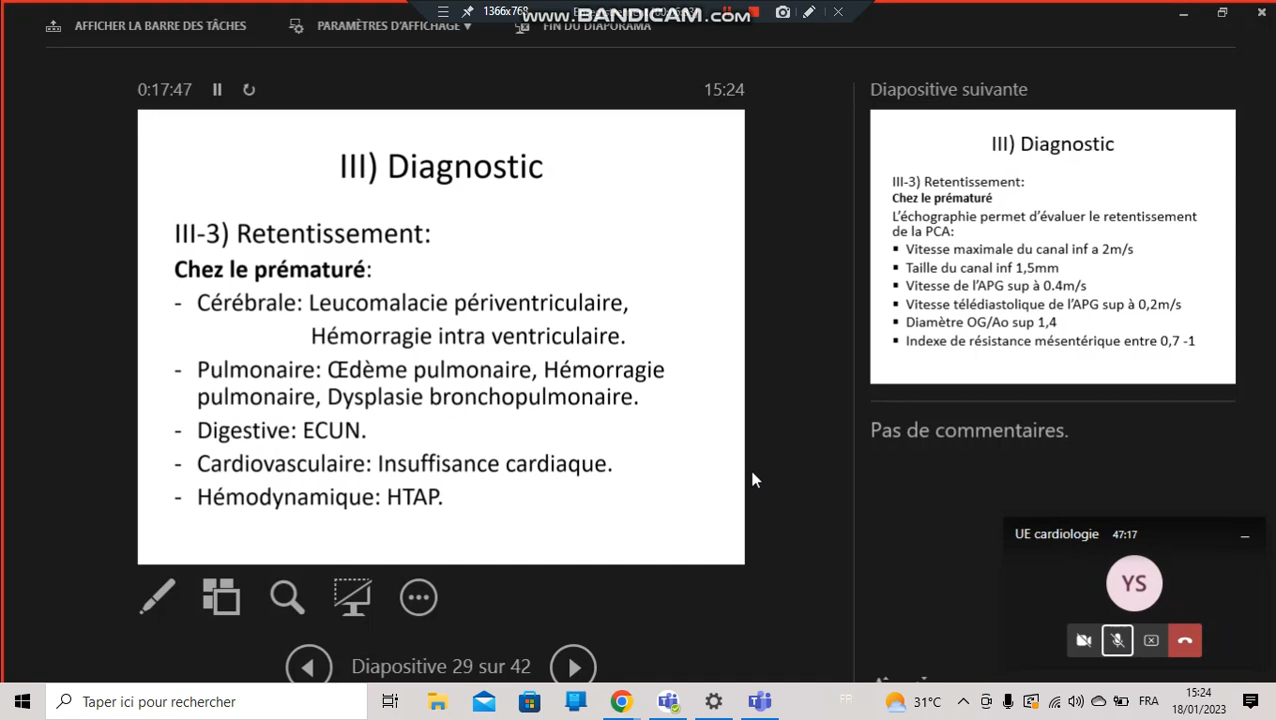 1366x768
www.BANDICAM.com
AFFICHER LA BARRE DES TÂCHES
PARAMÈTRES D'AFFICHAGE
FIN DU DIAPORAMA
0:17:47
15:24
III) Diagnostic
III-3) Retentissement:
Chez le prématuré:
- Cérébrale: Leucomalacie périventriculaire,
Hémorragie intra ventriculaire.
- Pulmonaire: Œdème pulmonaire, Hémorragie
pulmonaire, Dysplasie bronchopulmonaire.
- Digestive: ECUN.
- Cardiovasculaire: Insuffisance cardiaque.
- Hémodynamique: HTAP.
Diapositive 29 sur 42
Diapositive suivante
III) Diagnostic
III-3) Retentissement:
Chez le prématuré
L'échographie permet d'évaluer le retentissement
de la PCA:
▪ Vitesse maximale du canal inf a 2m/s
▪ Taille du canal inf 1,5mm
▪ Vitesse de l'APG sup à 0.4m/s
▪ Vitesse télédiastolique de l'APG sup à 0,2m/s
▪ Diamètre OG/Ao sup 1,4
▪ Indexe de résistance mésentérique entre 0,7 -1
Pas de commentaires.
UE cardiologie 47:17
YS
Taper ici pour rechercher
FR
31°C
FRA
15:24
18/01/2023